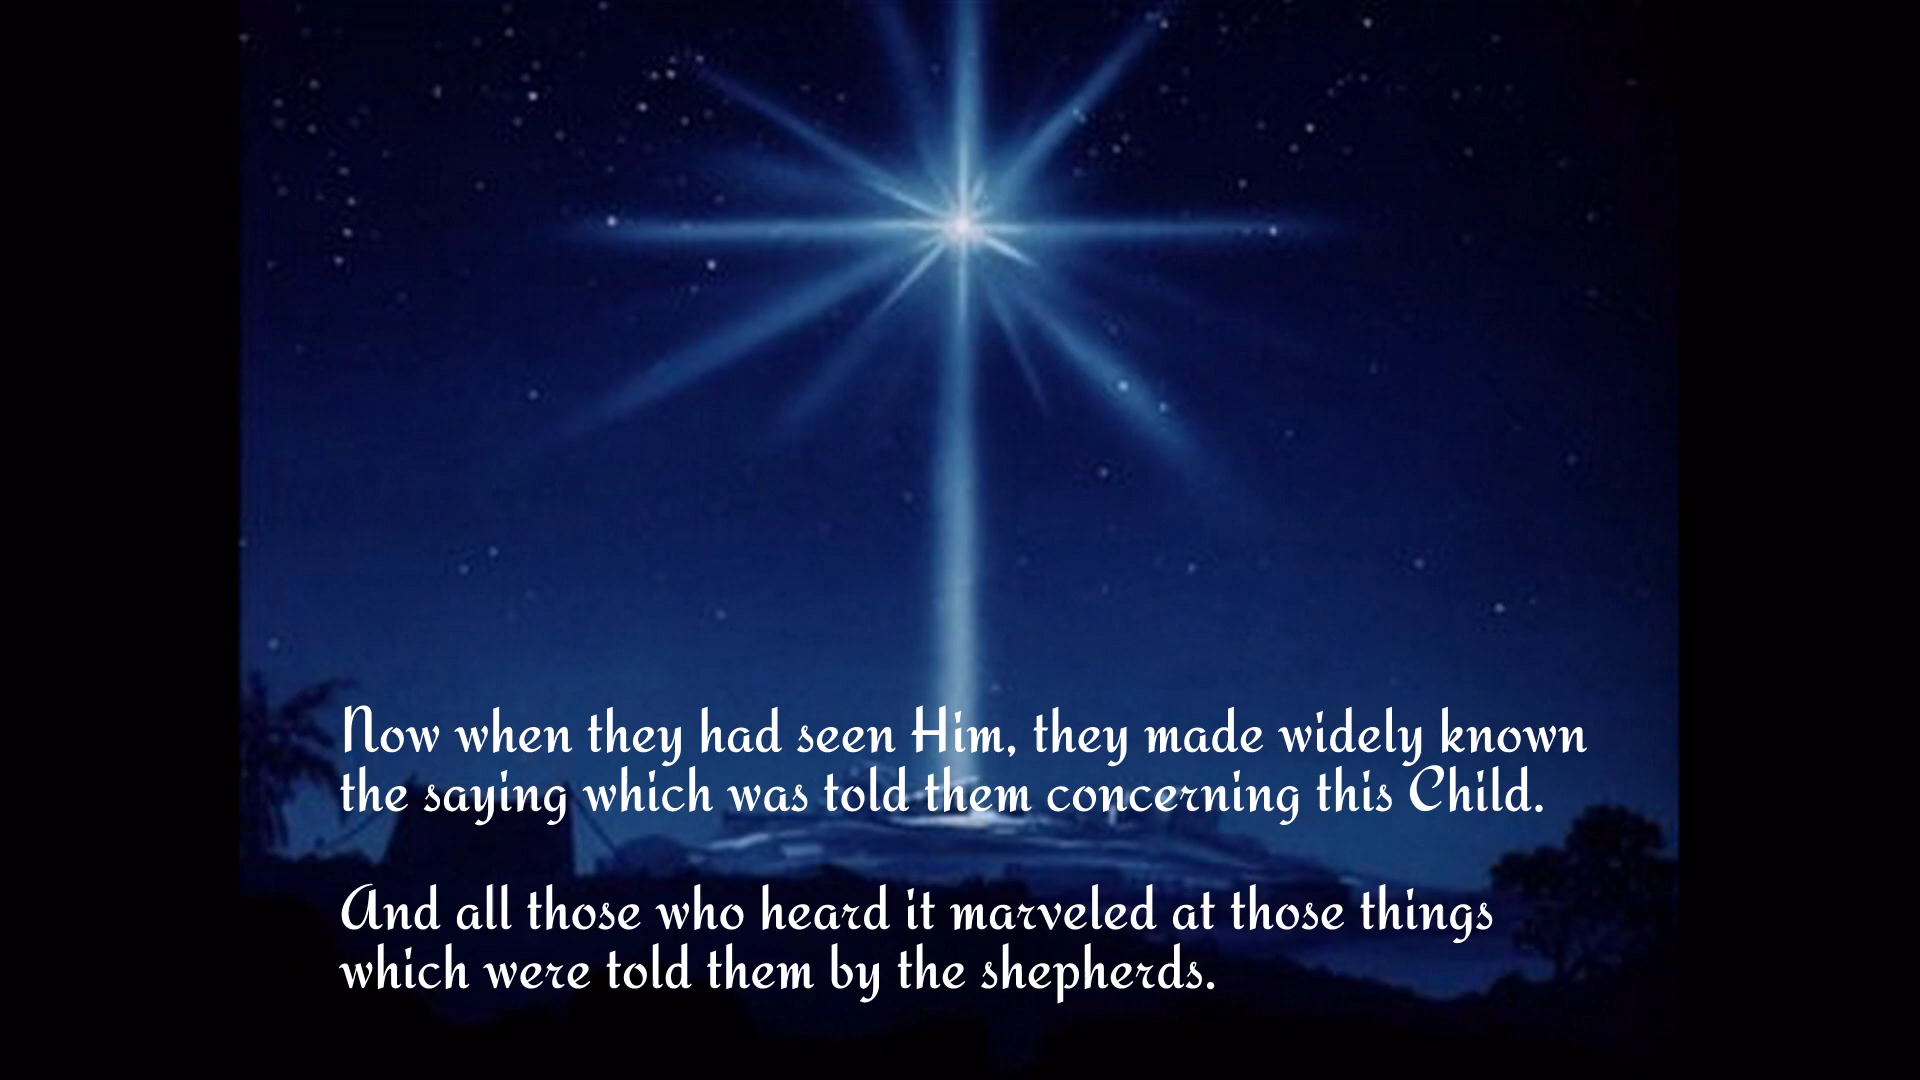 Now when they had seen Him, they made widely known
the saying which was told them concerning this Child.
And all those who heard it marveled at those things
which were told them by the shepherds.